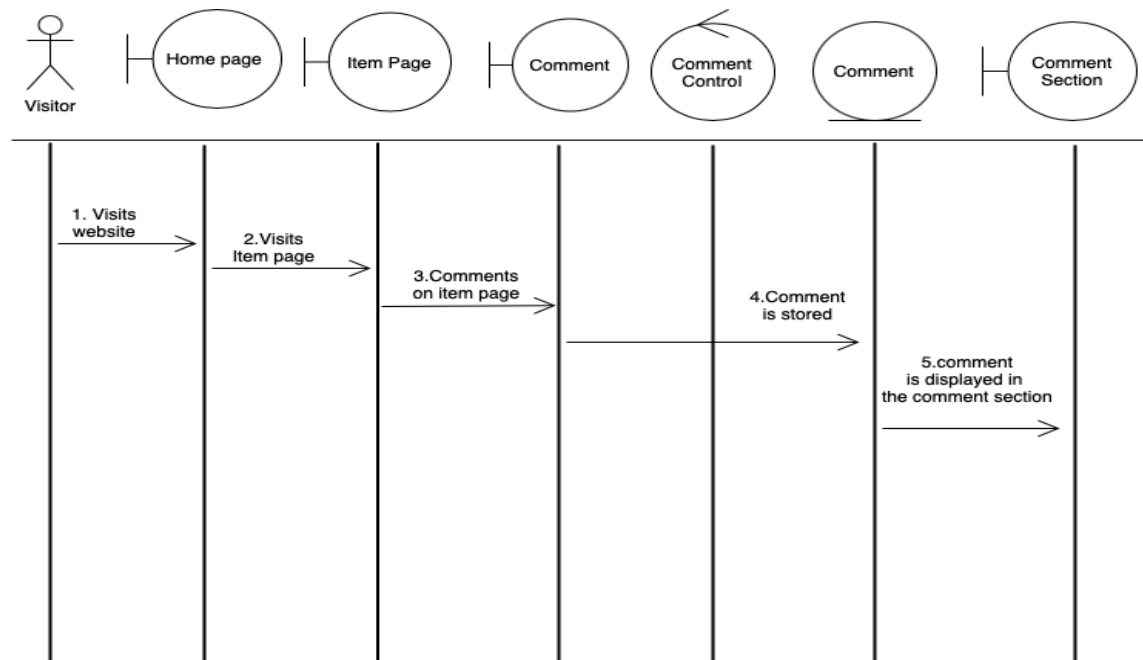 Visitor
Home page
Item Page
Comment
Comment
Control
Comment
Comment
Section
1. Visits
website
2.Visits
Item page
3.Comments
on item page
4.Comment
is stored
5.comment
is displayed in
the comment section